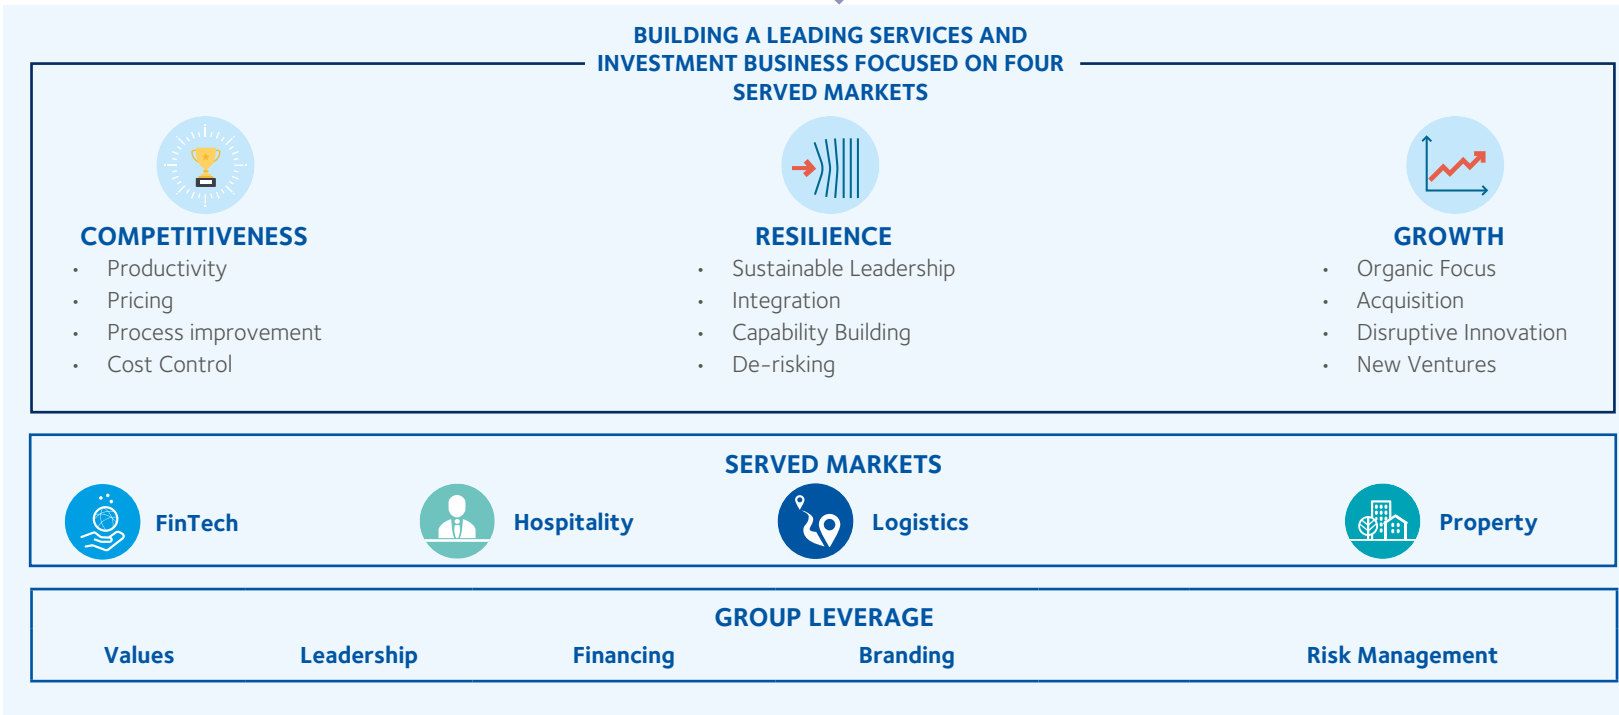 BUILDING A LEADING SERVICES AND
INVESTMENT BUSINESS FOCUSED ON FOUR
SERVED MARKETS
COMPETITIVENESS
• Productivity
• Pricing
• Process improvement
• Cost Control
RESILIENCE
• Sustainable Leadership
• Integration
• Capability Building
• De-risking
GROWTH
• Organic Focus
• Acquisition
• Disruptive Innovation
• New Ventures
SERVED MARKETS
FinTech
Hospitality
Logistics
Property
GROUP LEVERAGE
Values
Leadership
Financing
Branding
Risk Management